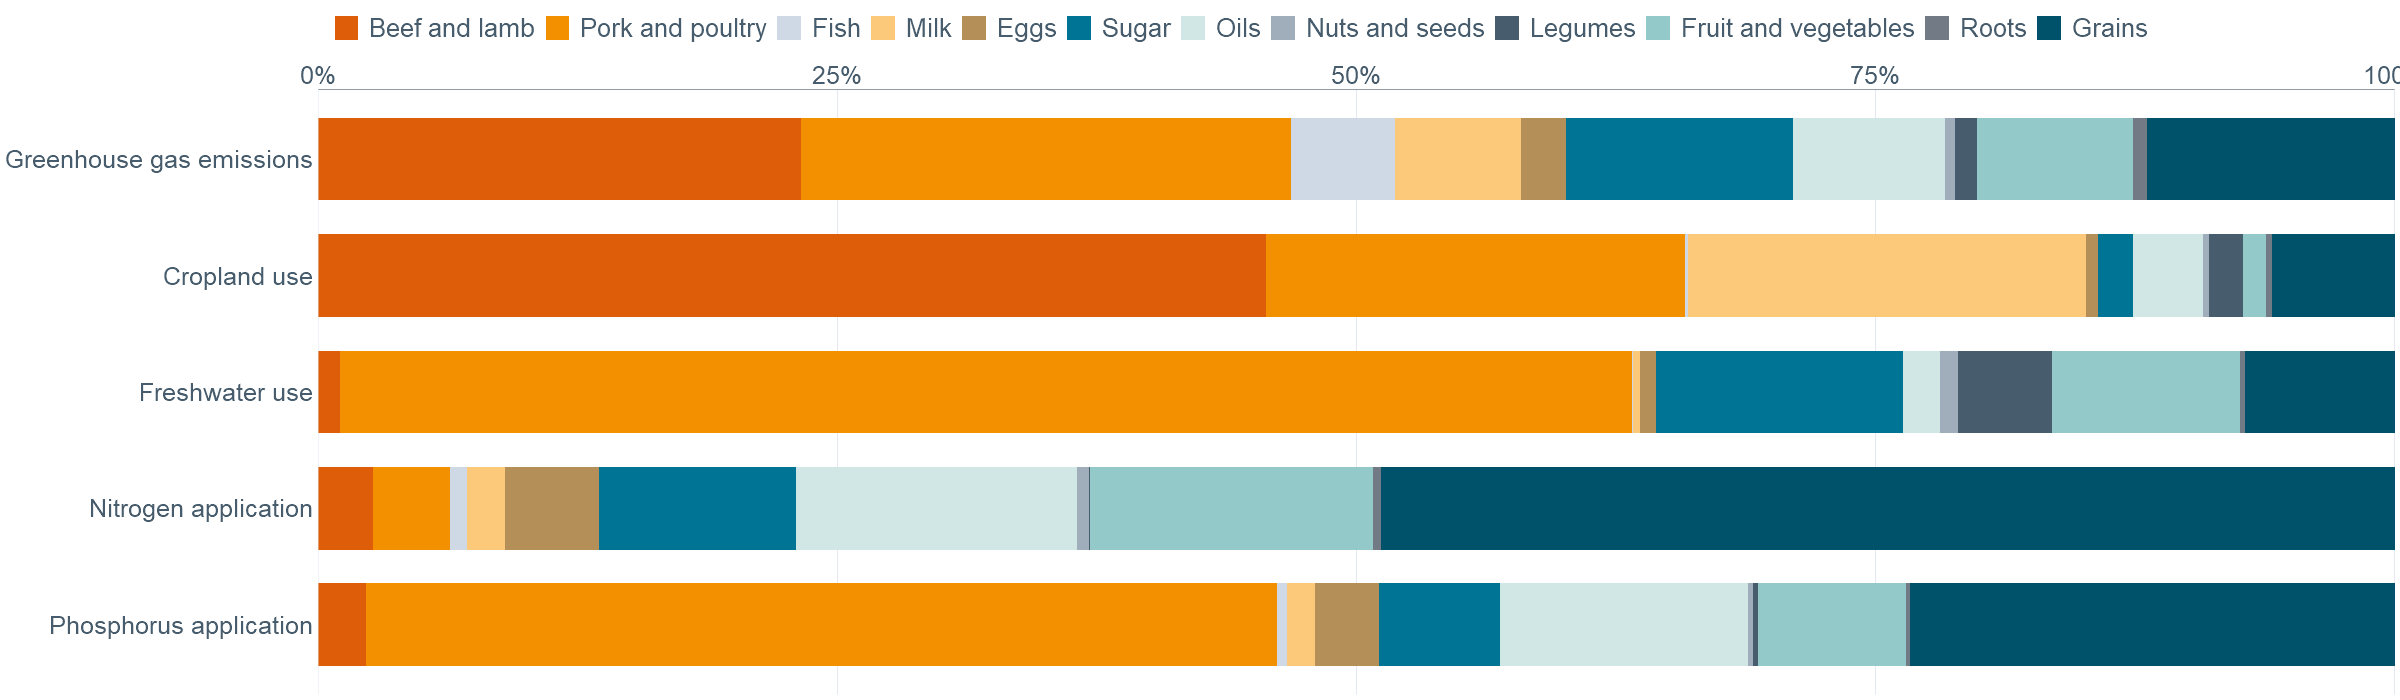 Beef and lamb Pork and poultry Fish Milk Eggs Sugar Oils Nuts and seeds Legumes Fruit and vegetables Roots Grains
0% 25% 50% 75% 100
Greenhouse gas emissions
Cropland use
Freshwater use
Nitrogen application
Phosphorus application